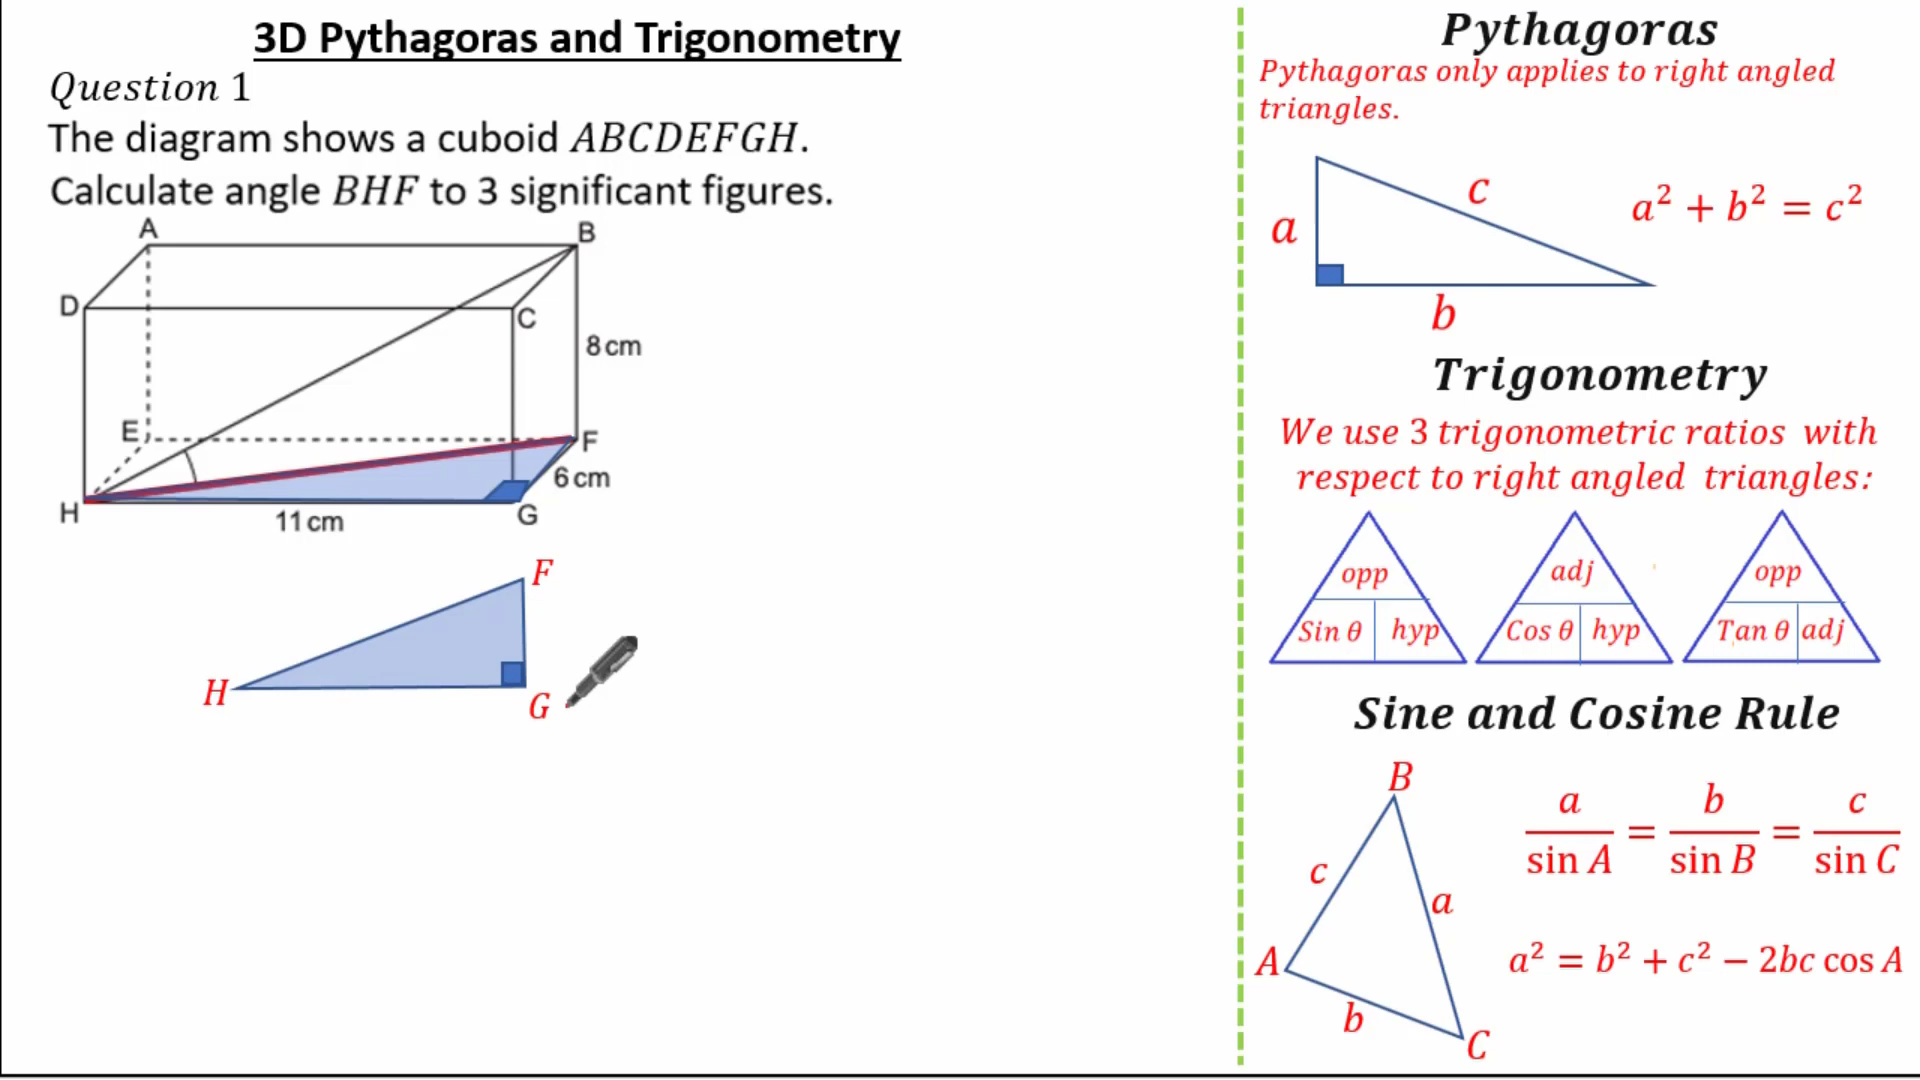 3D Pythagoras and Trigonometry
Question 1
The diagram shows a cuboid ABCDEFGH.
Calculate angle BHF to 3 significant figures.
A
B
D
C
8 cm
E
F
6 cm
H
11 cm
G
F
H
G
Pythagoras
Pythagoras only applies to right angled
triangles.
a
c
b
a² + b² = c²
Trigonometry
We use 3 trigonometric ratios with
respect to right angled triangles:
opp
Sin θ hyp
adj
Cos θ hyp
opp
Tan θ adj
Sine and Cosine Rule
B
c
a
A
b
C
a/sin A = b/sin B = c/sin C
a² = b² + c² − 2bc cos A